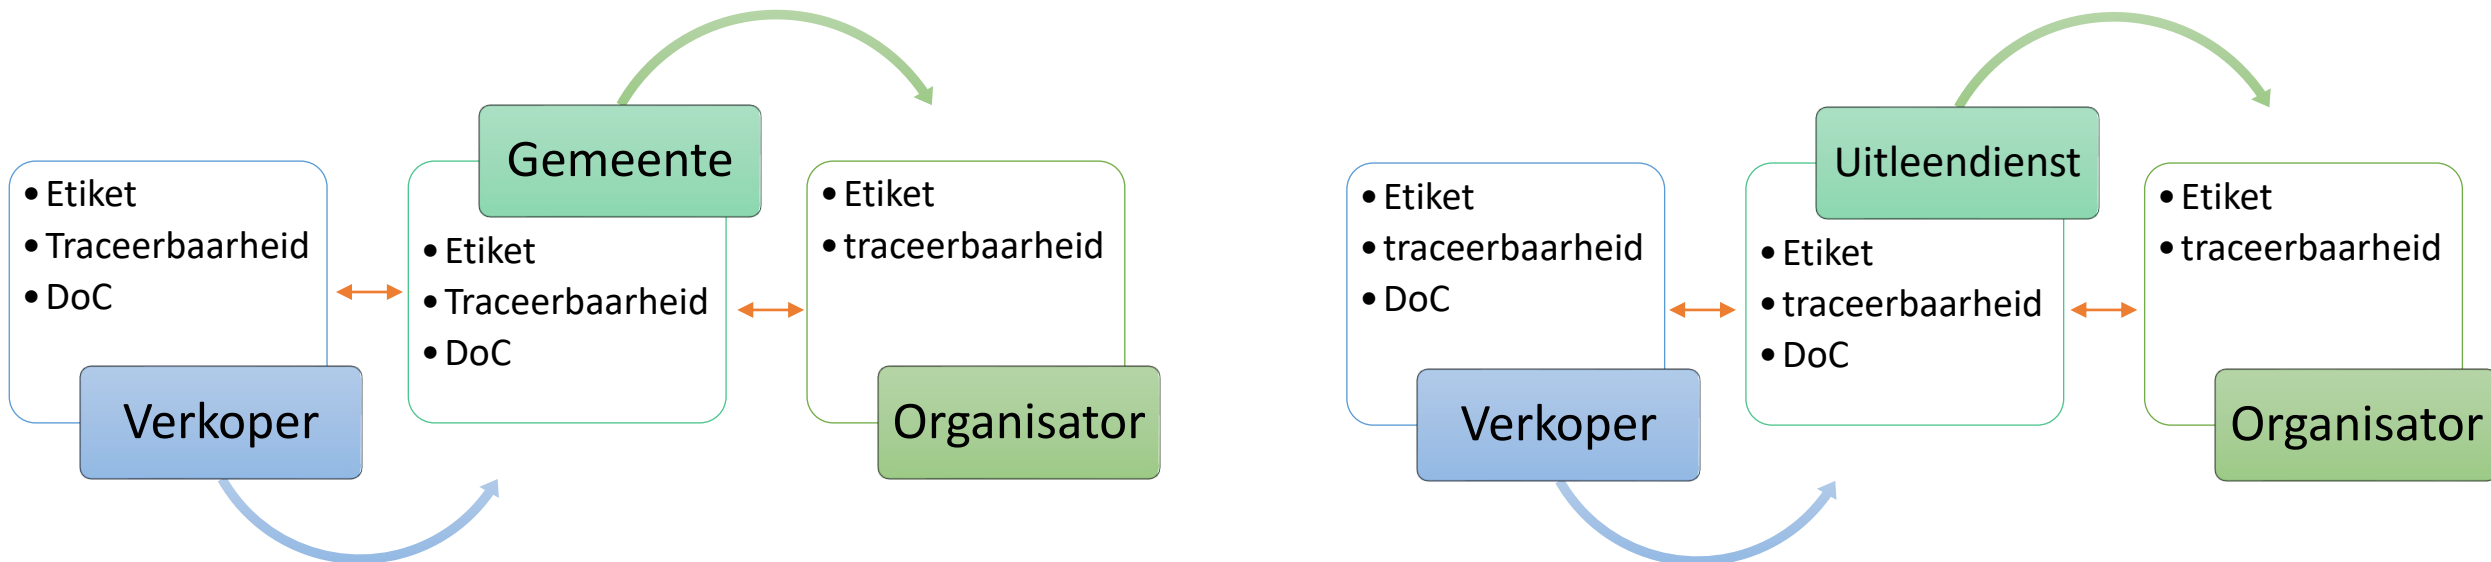 • Etiket
• Traceerbaarheid
• DoC
Verkoper
Gemeente
• Etiket
• Traceerbaarheid
• DoC
• Etiket
• traceerbaarheid
Organisator
• Etiket
• traceerbaarheid
• DoC
Verkoper
Uitleendienst
• Etiket
• traceerbaarheid
• DoC
• Etiket
• traceerbaarheid
Organisator